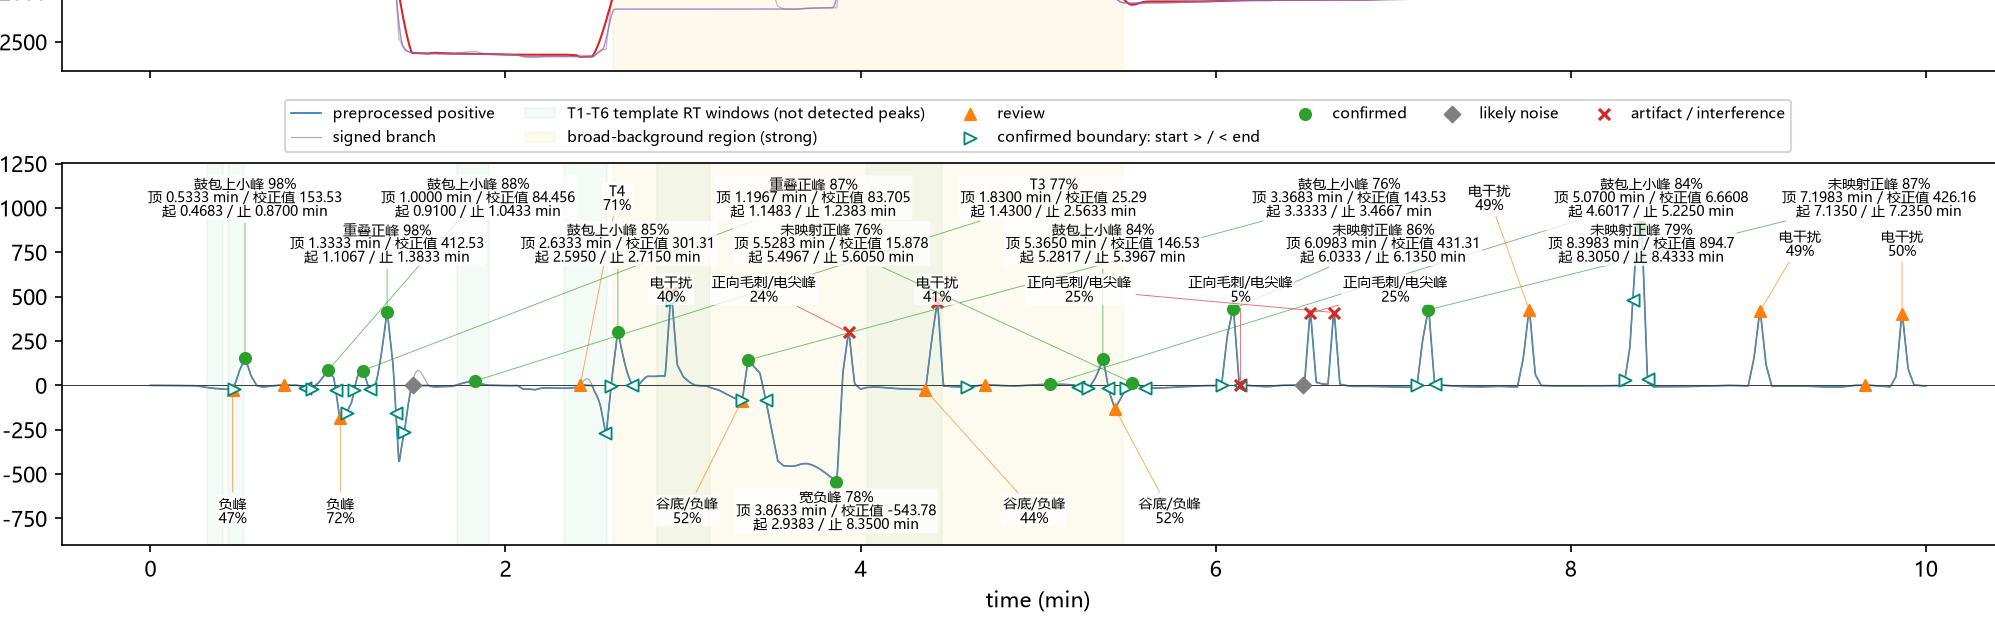 2500
preprocessed positive
signed branch
T1-T6 template RT windows (not detected peaks)
broad-background region (strong)
review
confirmed boundary: start > / < end
confirmed
likely noise
artifact / interference
1250
1000
750
500
250
0
-250
-500
-750
鼓包上小峰 98%
顶 0.5333 min / 校正值 153.53
起 0.4683 / 止 0.8700 min
鼓包上小峰 88%
顶 1.0000 min / 校正值 84.456
起 0.9100 / 止 1.0433 min
T4
71%
重叠正峰 87%
顶 1.1967 min / 校正值 83.705
起 1.1483 / 止 1.2383 min
T3 77%
顶 1.8300 min / 校正值 25.29
起 1.4300 / 止 2.5633 min
鼓包上小峰 76%
顶 3.3683 min / 校正值 143.53
起 3.3333 / 止 3.4667 min
电干扰
49%
鼓包上小峰 84%
顶 5.0700 min / 校正值 6.6608
起 4.6017 / 止 5.2250 min
未映射正峰 87%
顶 7.1983 min / 校正值 426.16
起 7.1350 / 止 7.2350 min
重叠正峰 98%
顶 1.3333 min / 校正值 412.53
起 1.1067 / 止 1.3833 min
鼓包上小峰 85%
顶 2.6333 min / 校正值 301.31
起 2.5950 / 止 2.7150 min
未映射正峰 76%
顶 5.5283 min / 校正值 15.878
起 5.4967 / 止 5.6050 min
鼓包上小峰 84%
顶 5.3650 min / 校正值 146.53
起 5.2817 / 止 5.3967 min
未映射正峰 86%
顶 6.0983 min / 校正值 431.31
起 6.0333 / 止 6.1350 min
未映射正峰 79%
顶 8.3983 min / 校正值 894.7
起 8.3050 / 止 8.4333 min
电干扰
49%
电干扰
50%
电干扰
40%
正向毛刺/电尖峰
24%
电干扰
41%
正向毛刺/电尖峰
25%
正向毛刺/电尖峰
5%
正向毛刺/电尖峰
25%
负峰
47%
负峰
72%
谷底/负峰
52%
宽负峰 78%
顶 3.8633 min / 校正值 -543.78
起 2.9383 / 止 8.3500 min
谷底/负峰
44%
谷底/负峰
52%
0
2
4
6
8
10
time (min)